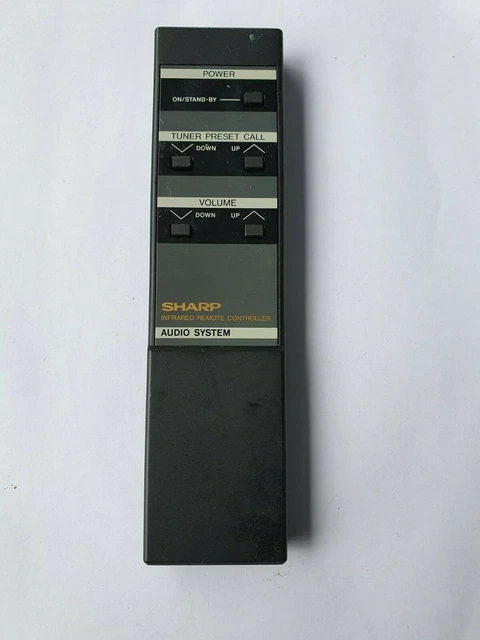 POWER
ON/STAND-BY
TUNER PRESET CALL
DOWN UP
VOLUME
DOWN UP
SHARP
INFRARED REMOTE CONTROLLER
AUDIO SYSTEM